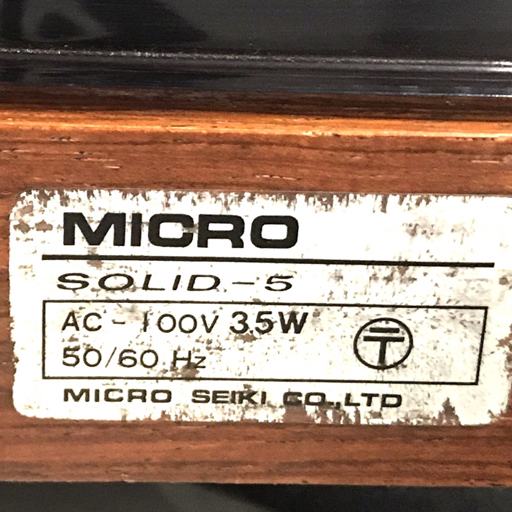 MICRO
SOLID-5
AC-100V 3.5W
50/60 Hz
MICRO SEIKI CO.,LTD